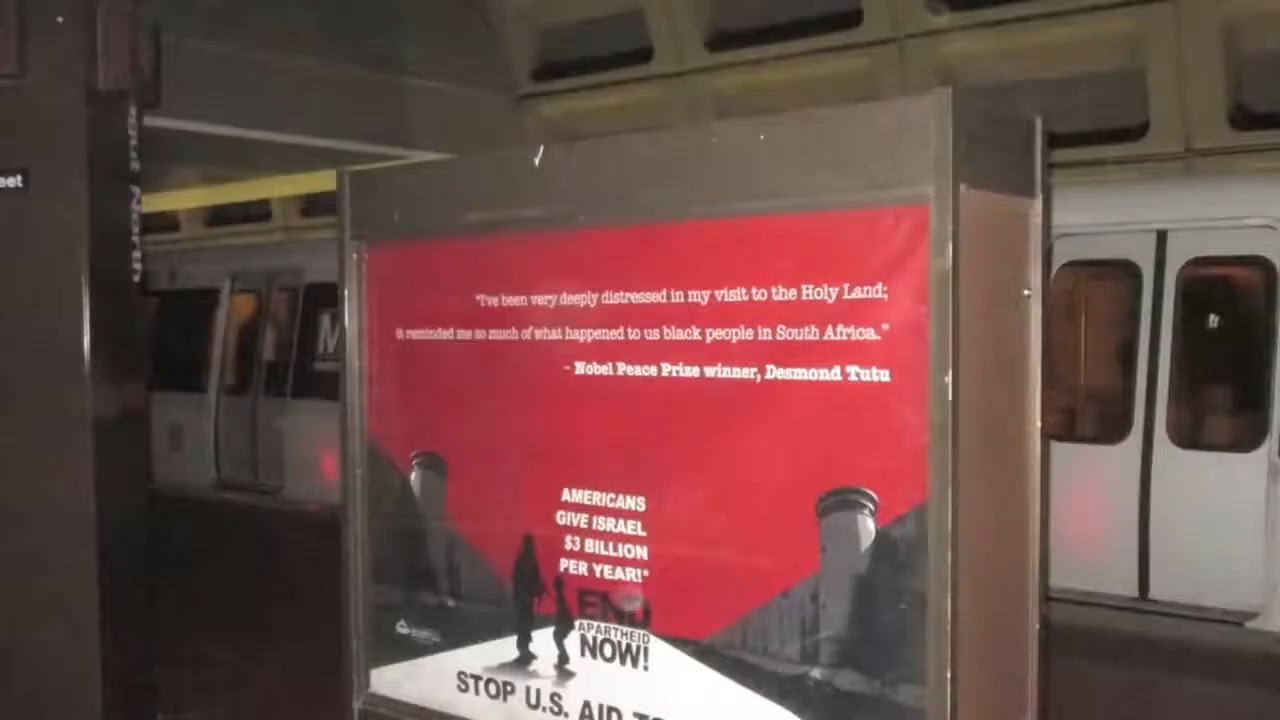 eet
"I've been very deeply distressed in my visit to the Holy Land;
it reminded me so much of what happened to us black people in South Africa."
- Nobel Peace Prize winner, Desmond Tutu
M
AMERICANS
GIVE ISRAEL
$3 BILLION
PER YEAR!*
END
APARTHEID
NOW!
STOP U.S. AID